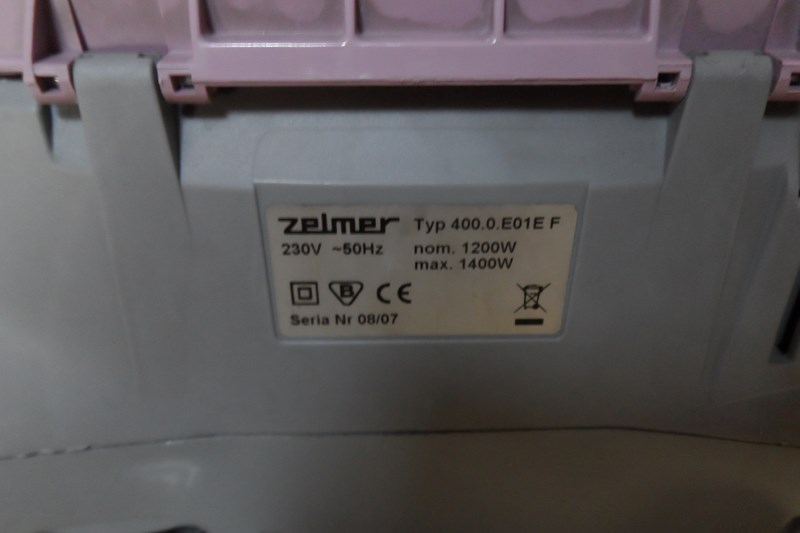 zelmer Typ 400.0.E01E F
230V ~50Hz nom. 1200W
max. 1400W
B CE
Seria Nr 08/07